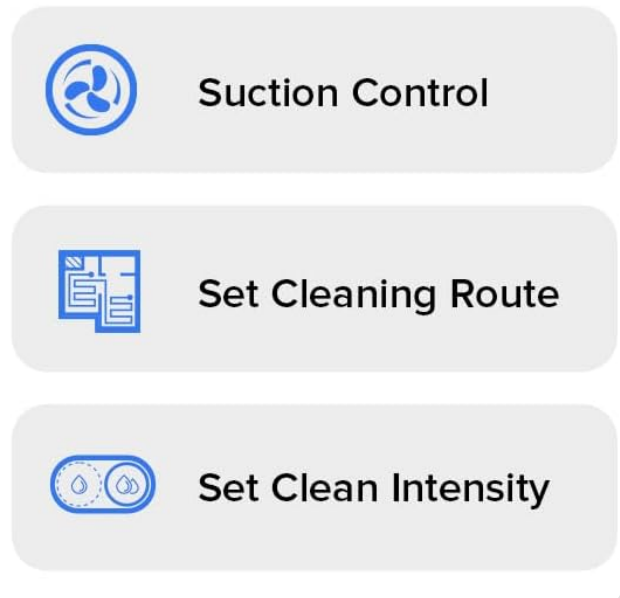 Suction Control
Set Cleaning Route
Set Clean Intensity